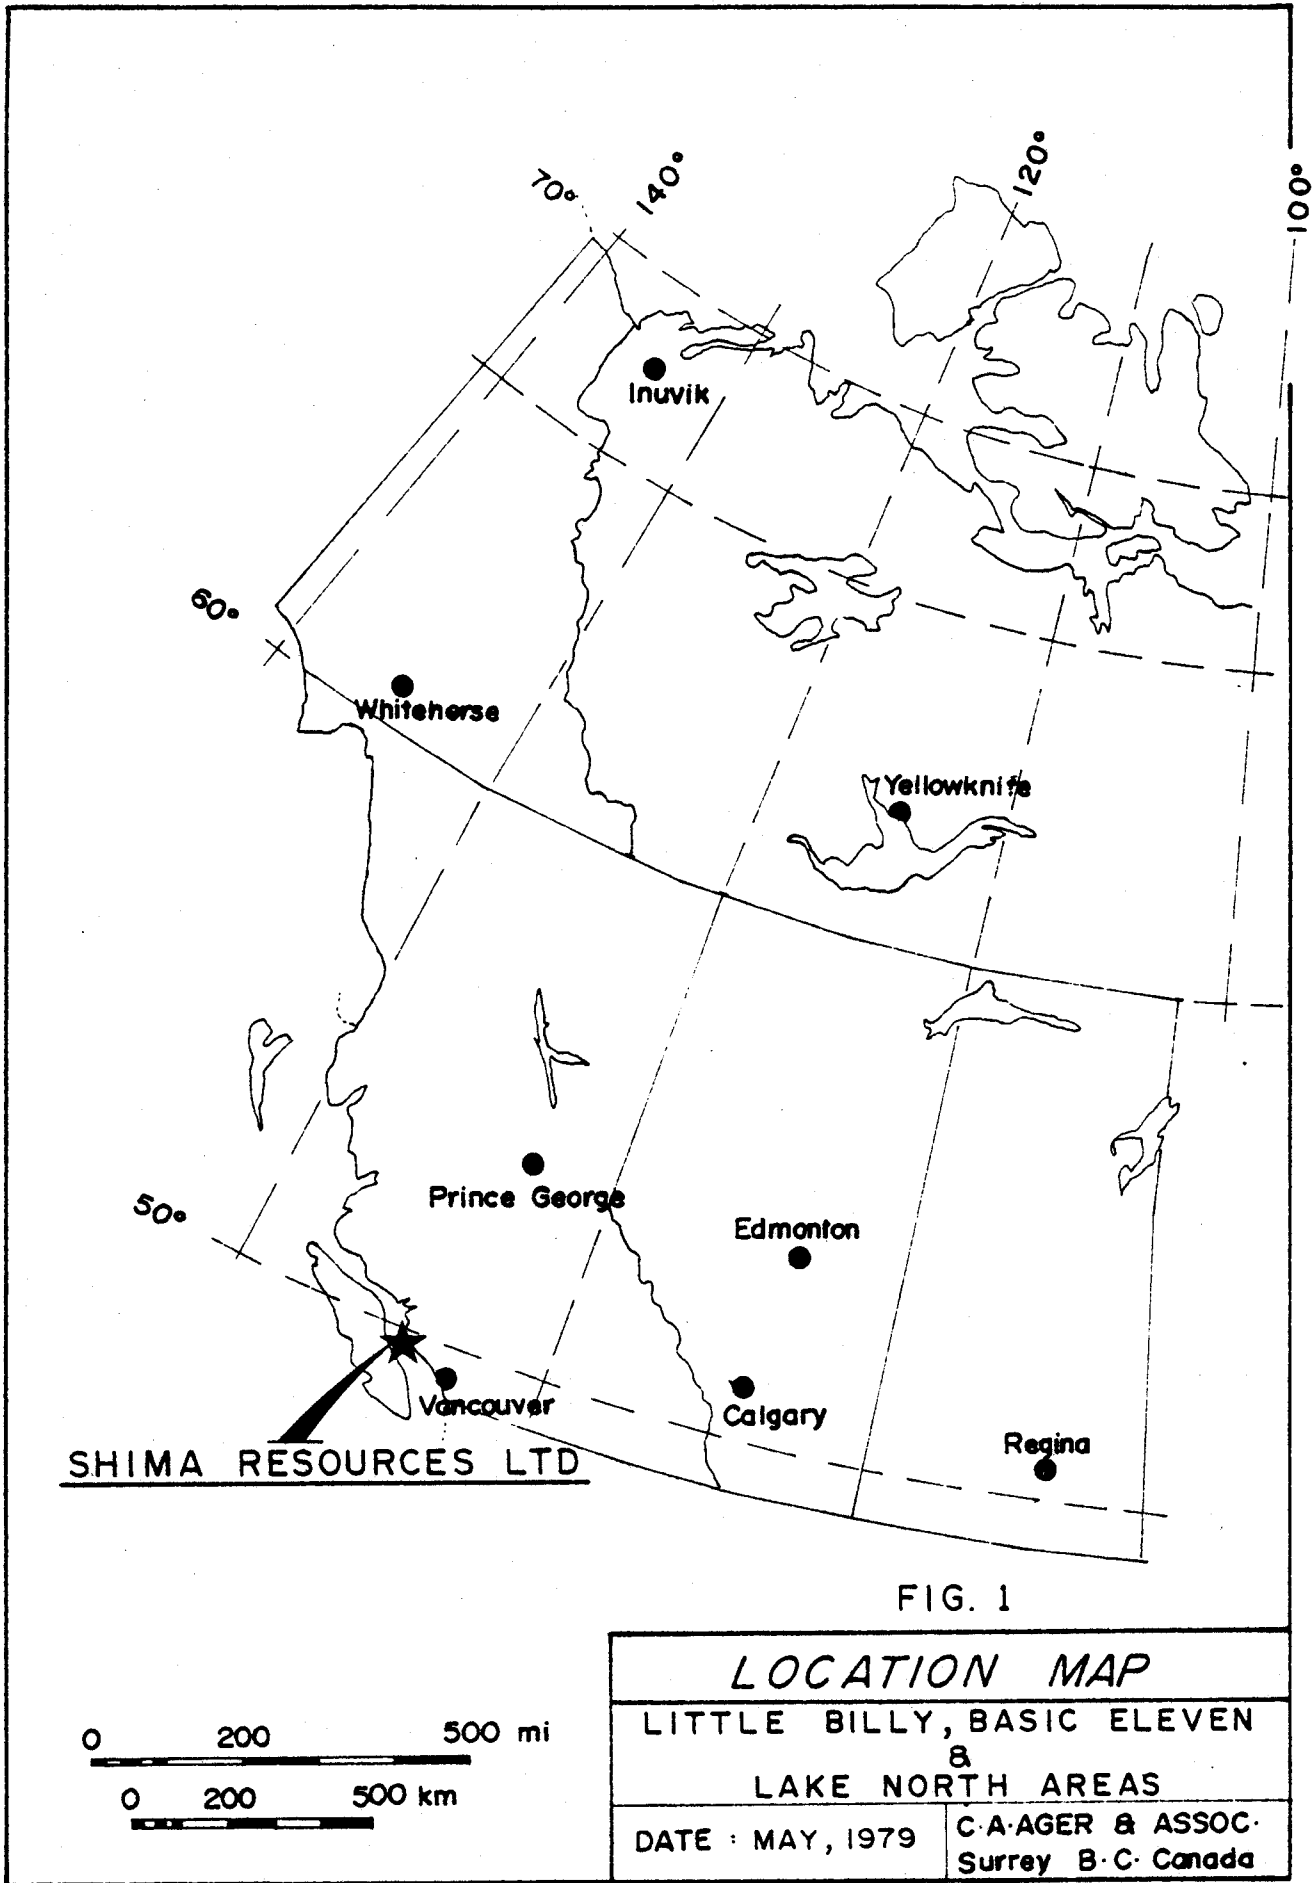 70°
140°
120°
100°
Inuvik
60°
Whitehorse
Yellowknife
50°
Prince George
Edmonton
Vancouver
Calgary
Regina
SHIMA RESOURCES LTD
FIG. 1
LOCATION MAP
LITTLE BILLY, BASIC ELEVEN
&
LAKE NORTH AREAS
DATE : MAY, 1979
C.A.AGER & ASSOC.
Surrey B.C. Canada
0 200 500 mi
0 200 500 km